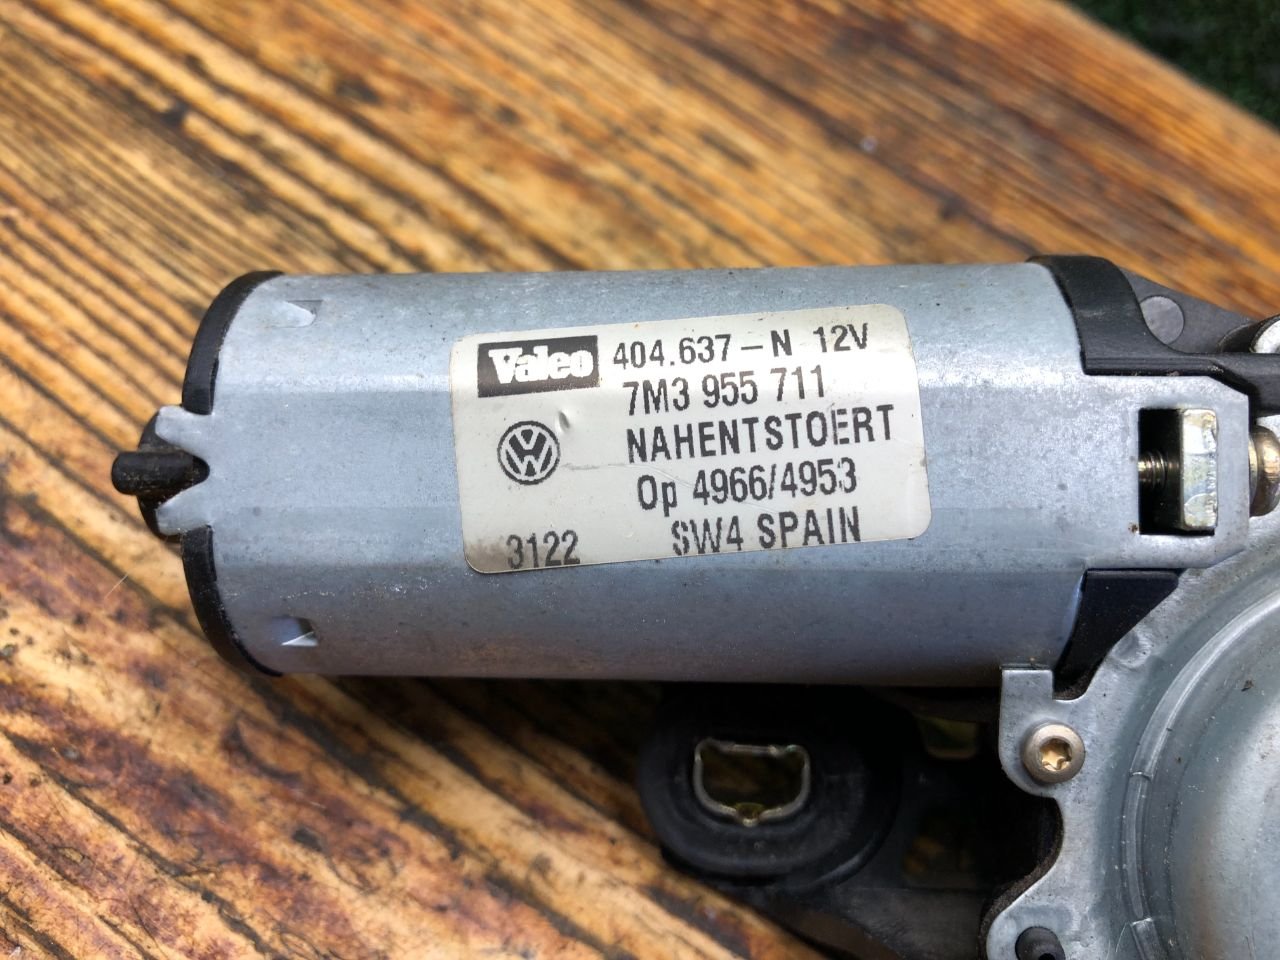 Valeo 404.637-N 12V
7M3 955 711
NAHENTSTOERT
Op 4966/4953
3122 SW4 SPAIN